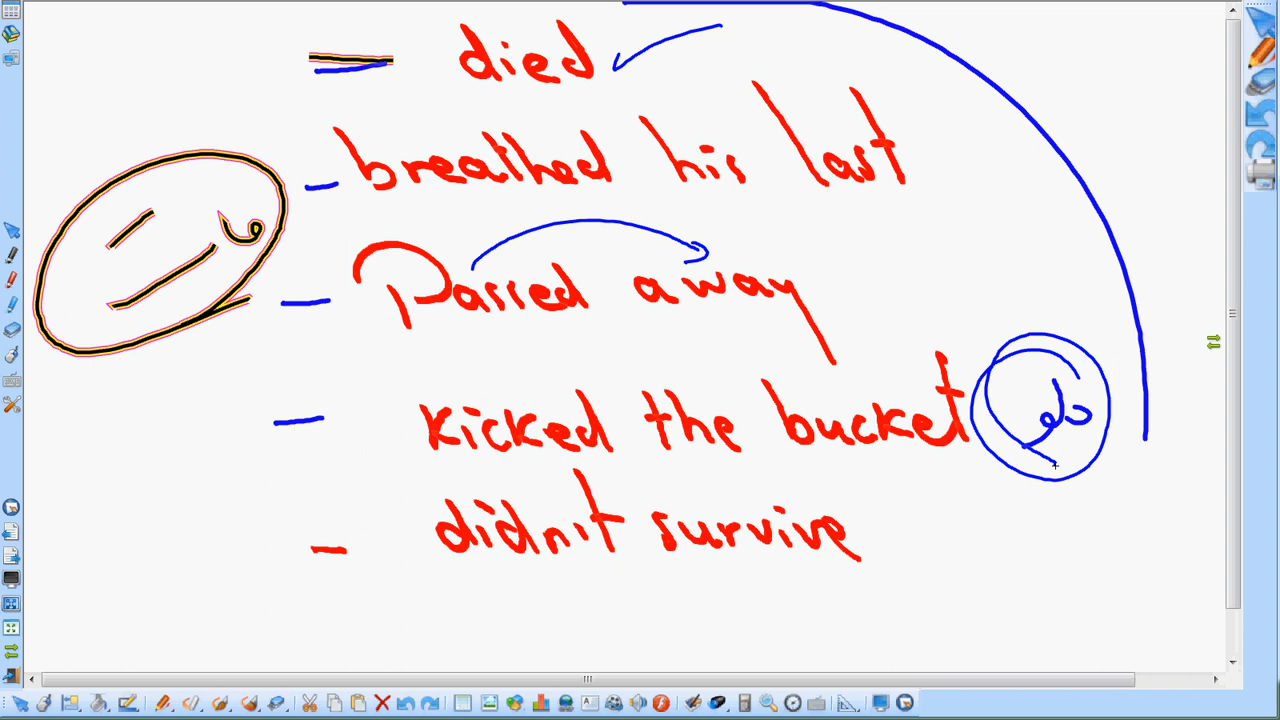 — died
- breathed his last
- Passed away
- kicked the bucket
- didn't survive